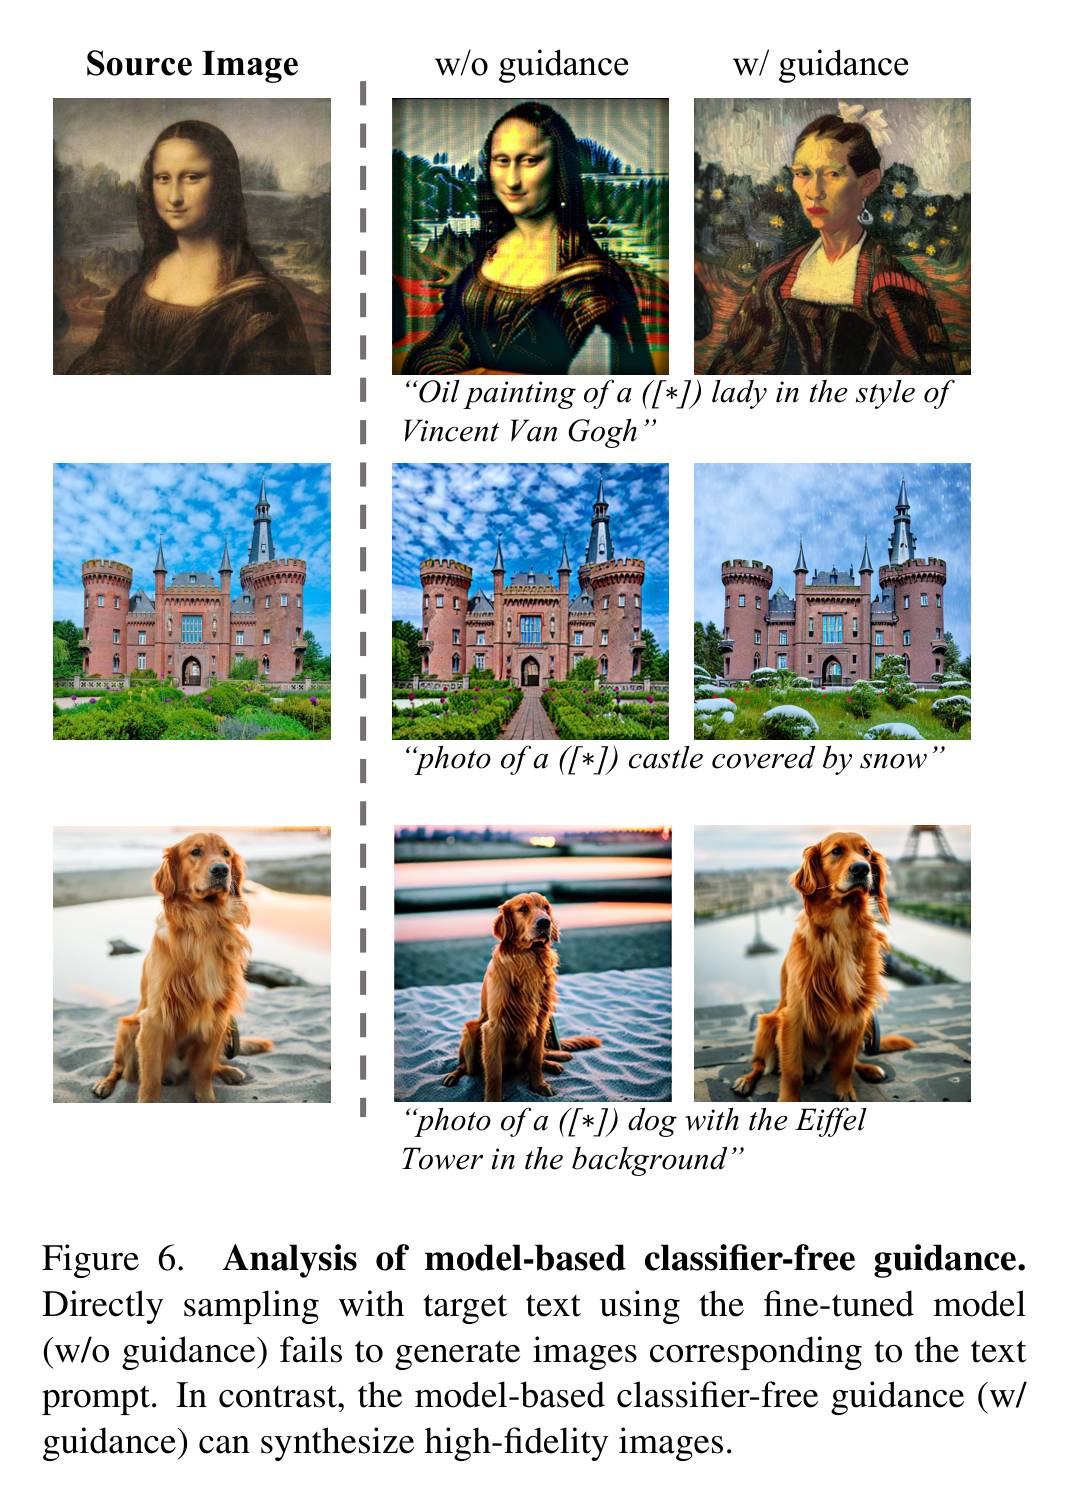 Source Image
w/o guidance
w/ guidance
“Oil painting of a ([*]) lady in the style of
Vincent Van Gogh”
“photo of a ([*]) castle covered by snow”
“photo of a ([*]) dog with the Eiffel
Tower in the background”
Figure 6. Analysis of model-based classifier-free guidance.
Directly sampling with target text using the fine-tuned model
(w/o guidance) fails to generate images corresponding to the text
prompt. In contrast, the model-based classifier-free guidance (w/
guidance) can synthesize high-fidelity images.